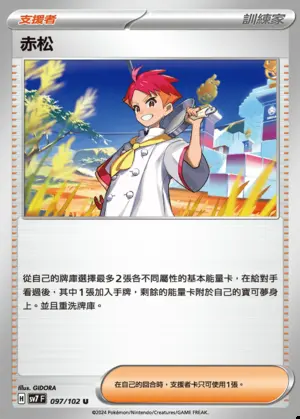 支援者
訓練家
赤松
從自己的牌庫選擇最多2張各不同屬性的基本能量卡，在給對手
看過後，其中1張加入手牌，剩餘的能量卡附於自己的寶可夢身
上。並且重洗牌庫。
Illus. GIDORA
在自己的回合時，支援者卡只可使用1張。
H SV7 F 097/102 U
©2024 Pokémon/Nintendo/Creatures/GAME FREAK.